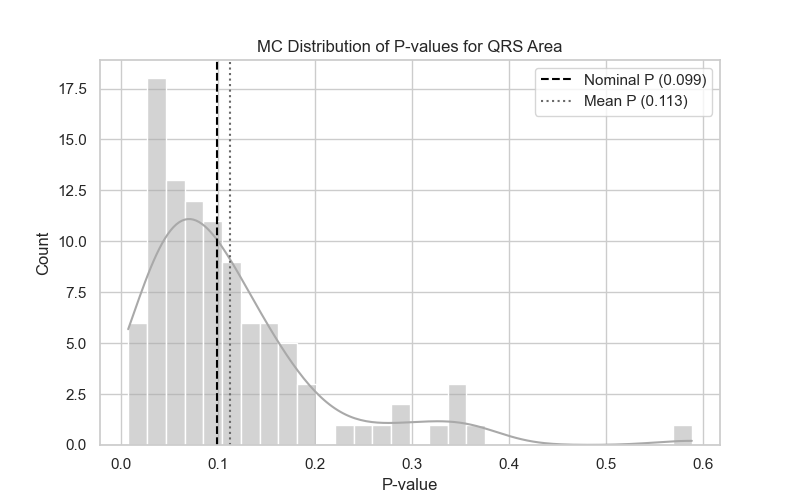 MC Distribution of P-values for QRS Area
Nominal P (0.099)
Mean P (0.113)
Count
17.5
15.0
12.5
10.0
7.5
5.0
2.5
0.0
0.0 0.1 0.2 0.3 0.4 0.5 0.6
P-value